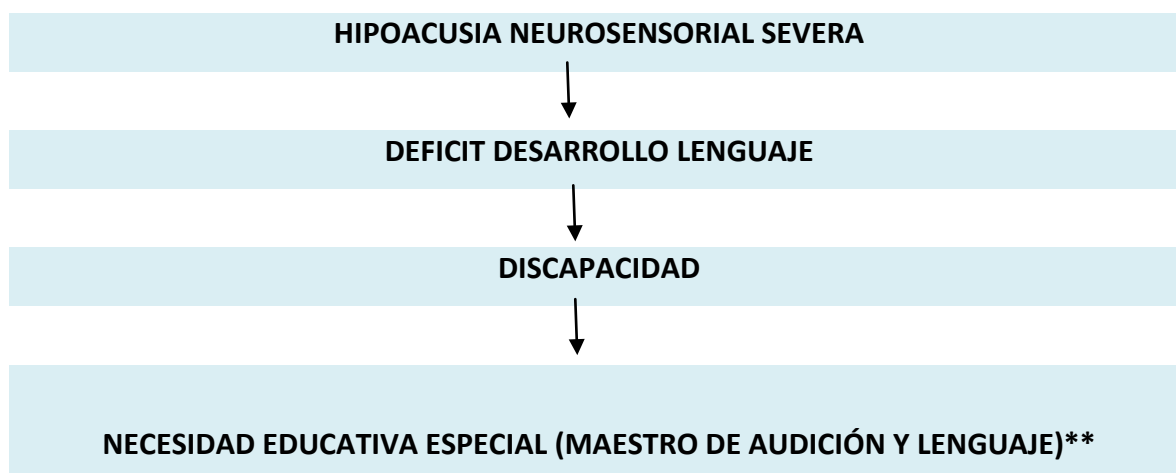 HIPOACUSIA NEUROSENSORIAL SEVERA
DEFICIT DESARROLLO LENGUAJE
DISCAPACIDAD
NECESIDAD EDUCATIVA ESPECIAL (MAESTRO DE AUDICIÓN Y LENGUAJE)**